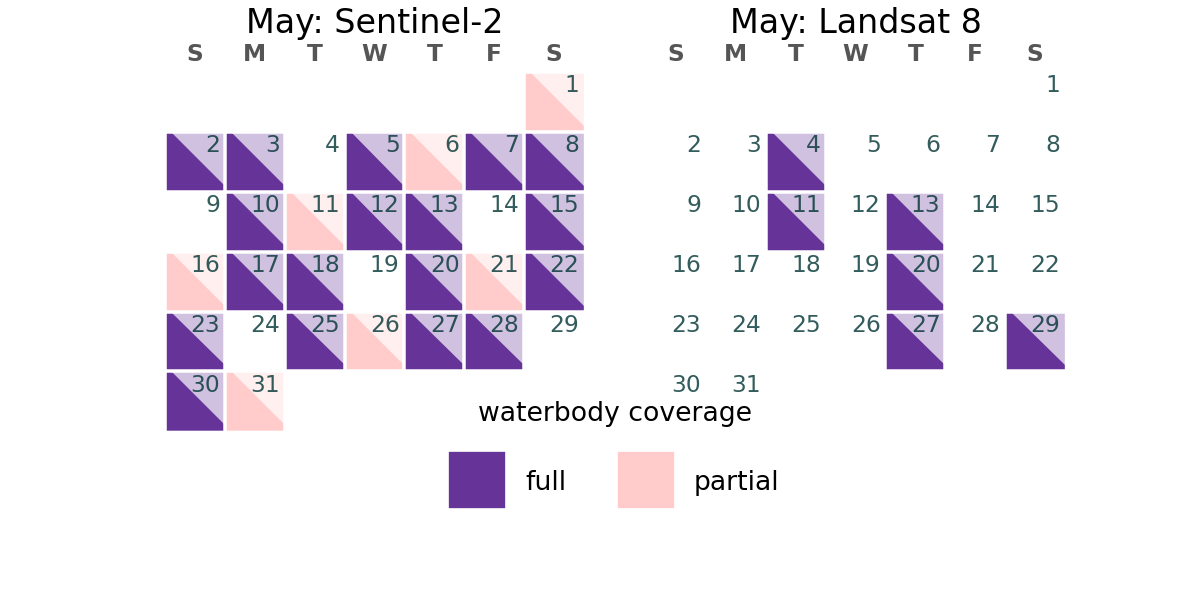 May: Sentinel-2
S M T W T F S
1
2 3 4 5 6 7 8
9 10 11 12 13 14 15
16 17 18 19 20 21 22
23 24 25 26 27 28 29
30 31
May: Landsat 8
S M T W T F S
1
2 3 4 5 6 7 8
9 10 11 12 13 14 15
16 17 18 19 20 21 22
23 24 25 26 27 28 29
30 31
waterbody coverage
full
partial